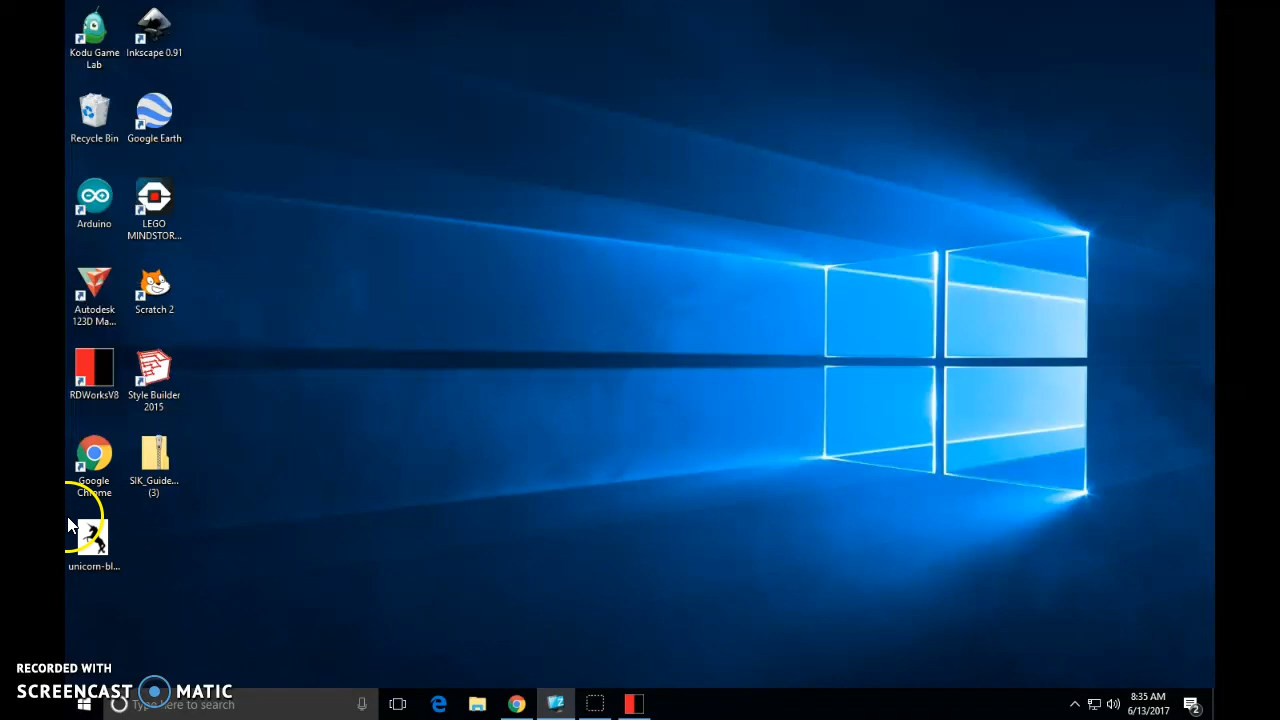 Kodu Game
Lab
Inkscape 0.91
Recycle Bin
Google Earth
Arduino
LEGO
MINDSTOR...
Autodesk
123D Ma...
Scratch 2
RDWorksV8
Style Builder
2015
Google
Chrome
SIK_Guide...
(3)
unicorn-bl...
RECORDED WITH
SCREENCAST MATIC
Type here to search
8:35 AM
6/13/2017
2